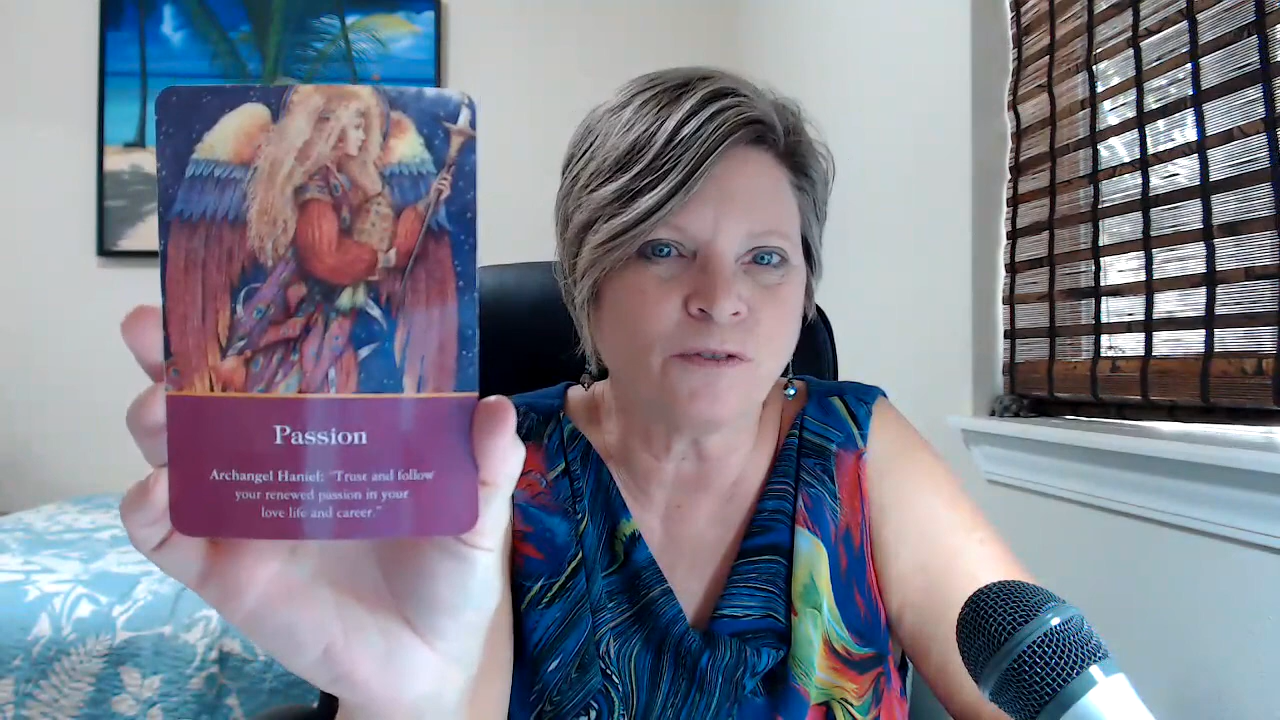 Passion
Archangel Haniel: "Trust and follow
your renewed passion in your
love life and career."